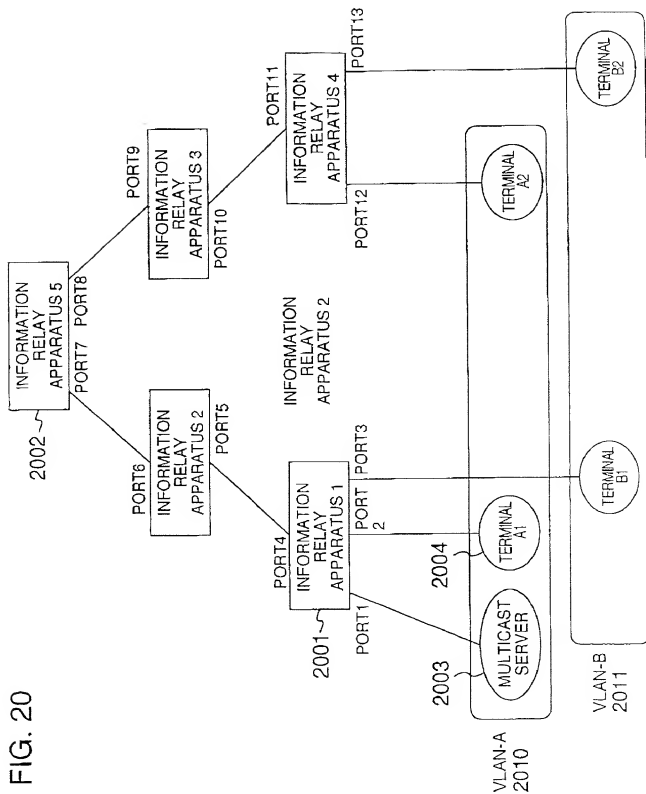 FIG. 20
2002
INFORMATION
RELAY
APPARATUS 5
PORT7
PORT8
PORT6
INFORMATION
RELAY
APPARATUS 2
PORT5
PORT9
INFORMATION
RELAY
APPARATUS 3
PORT10
INFORMATION
RELAY
APPARATUS 2
2001
PORT4
INFORMATION
RELAY
APPARATUS 1
PORT1
PORT
2
PORT3
PORT11
INFORMATION
RELAY
APPARATUS 4
PORT12
PORT13
2003
MULTICAST
SERVER
2004
TERMINAL
A1
TERMINAL
A2
VLAN-A
2010
TERMINAL
B1
TERMINAL
B2
VLAN-B
2011